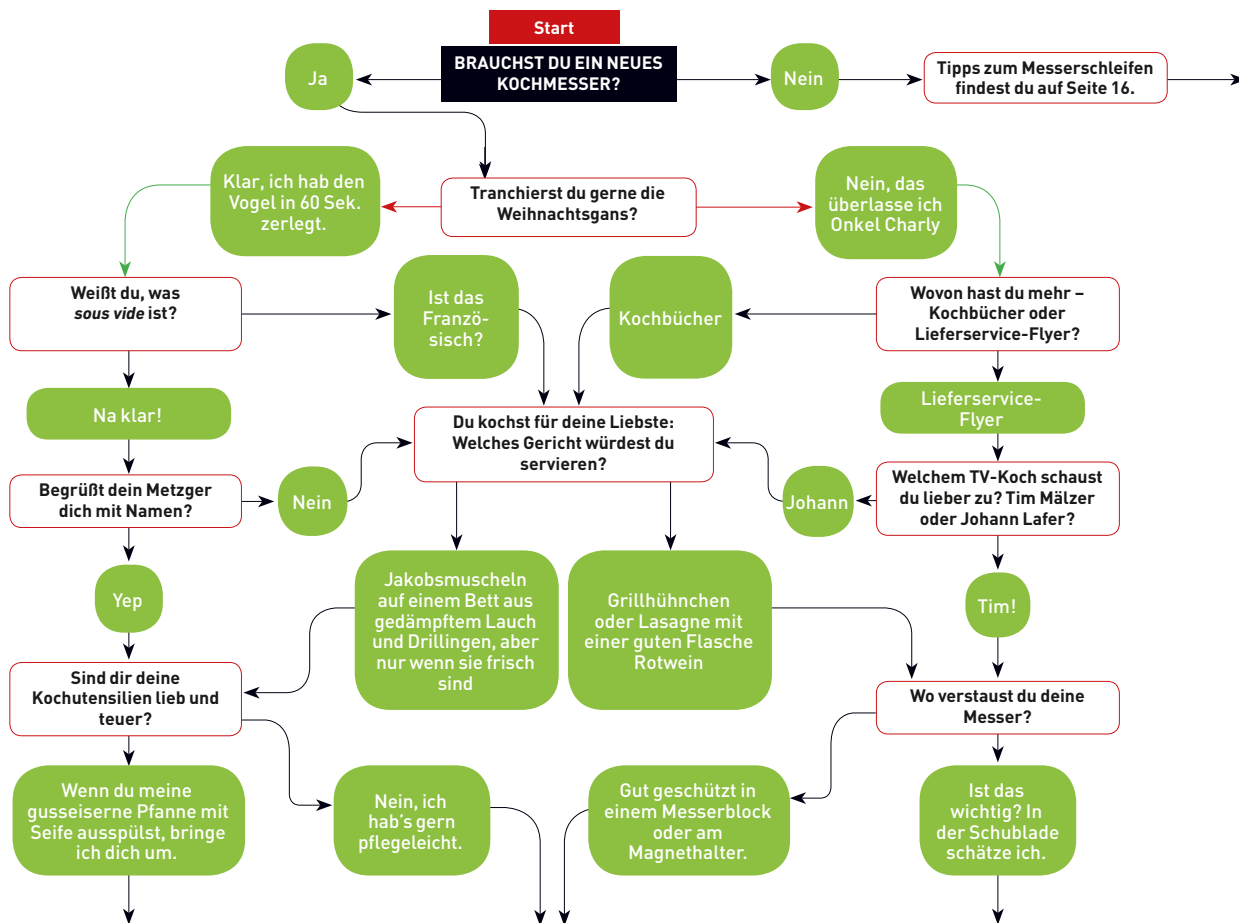 Start
BRAUCHST DU EIN NEUES
KOCHMESSER?
Ja
Nein
Tipps zum Messerschleifen
findest du auf Seite 16.
Klar, ich hab den
Vogel in 60 Sek.
zerlegt.
Tranchierst du gerne die
Weihnachtsgans?
Nein, das
überlasse ich
Onkel Charly
Weißt du, was
sous vide ist?
Ist das
Franzö-
sisch?
Kochbücher
Wovon hast du mehr –
Kochbücher oder
Lieferservice-Flyer?
Na klar!
Du kochst für deine Liebste:
Welches Gericht würdest du
servieren?
Lieferservice-
Flyer
Begrüßt dein Metzger
dich mit Namen?
Nein
Johann
Welchem TV-Koch schaust
du lieber zu? Tim Mälzer
oder Johann Lafer?
Yep
Jakobsmuscheln
auf einem Bett aus
gedämpftem Lauch
und Drillingen, aber
nur wenn sie frisch
sind
Grillhühnchen
oder Lasagne mit
einer guten Flasche
Rotwein
Tim!
Sind dir deine
Kochutensilien lieb und
teuer?
Wo verstaust du deine
Messer?
Wenn du meine
gusseiserne Pfanne mit
Seife ausspülst, bringe
ich dich um.
Nein, ich
hab's gern
pflegeleicht.
Gut geschützt in
einem Messerblock
oder am
Magnethalter.
Ist das
wichtig? In
der Schublade
schätze ich.